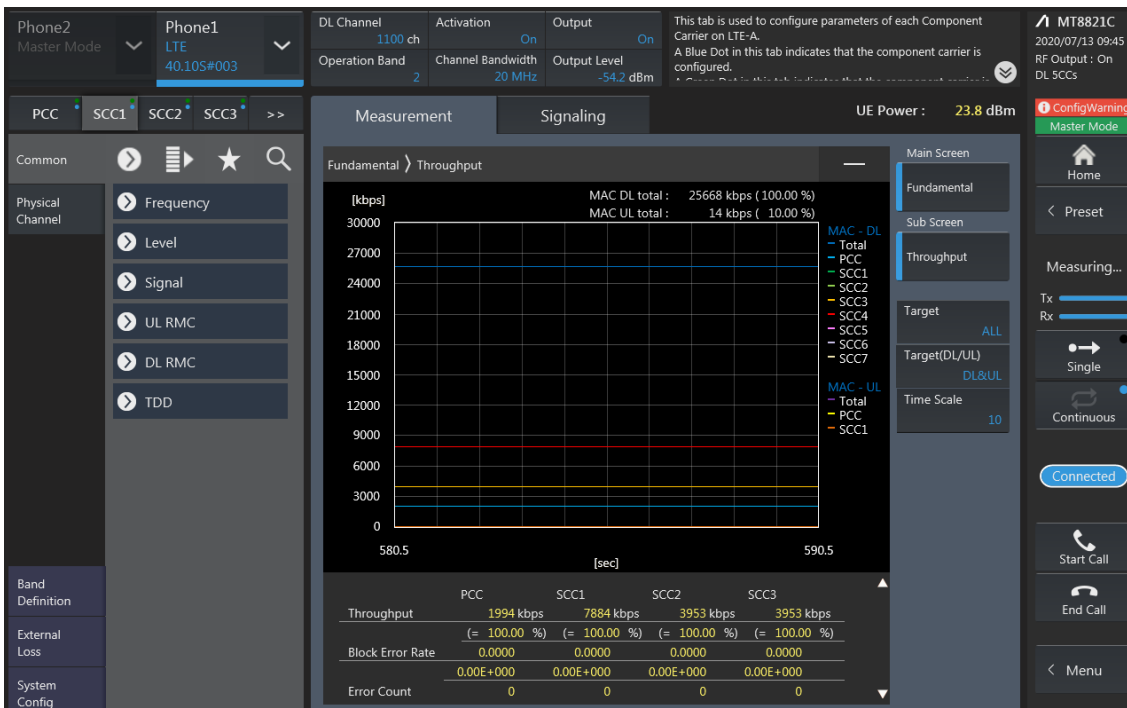 Phone2
Master Mode
Phone1
LTE
40.10S#003
DL Channel
1100 ch
Activation
On
Output
On
Operation Band
2
Channel Bandwidth
20 MHz
Output Level
-54.2 dBm
This tab is used to configure parameters of each Component
Carrier on LTE-A.
A Blue Dot in this tab indicates that the component carrier is
configured.
MT8821C
2020/07/13 09:45
RF Output : On
DL 5CCs
PCC SCC1 SCC2 SCC3 >>
Measurement
Signaling
UE Power : 23.8 dBm
ConfigWarning
Master Mode
Common
Physical
Channel
Frequency
Level
Signal
UL RMC
DL RMC
TDD
Fundamental ❭ Throughput
[kbps]
MAC DL total : 25668 kbps ( 100.00 %)
MAC UL total : 14 kbps ( 10.00 %)
30000
27000
24000
21000
18000
15000
12000
9000
6000
3000
0
580.5
590.5
[sec]
MAC - DL
Total
PCC
SCC1
SCC2
SCC3
SCC4
SCC5
SCC6
SCC7
MAC - UL
Total
PCC
SCC1
Main Screen
Fundamental
Sub Screen
Throughput
Target
ALL
Target(DL/UL)
DL&UL
Time Scale
10
Home
< Preset
Measuring...
Tx
Rx
Single
Continuous
Connected
Start Call
End Call
< Menu
PCC SCC1 SCC2 SCC3
Throughput 1994 kbps 7884 kbps 3953 kbps 3953 kbps
(= 100.00 %) (= 100.00 %) (= 100.00 %) (= 100.00 %)
Block Error Rate 0.0000 0.0000 0.0000 0.0000
0.00E+000 0.00E+000 0.00E+000 0.00E+000
Error Count 0 0 0 0
Band
Definition
External
Loss
System
Config